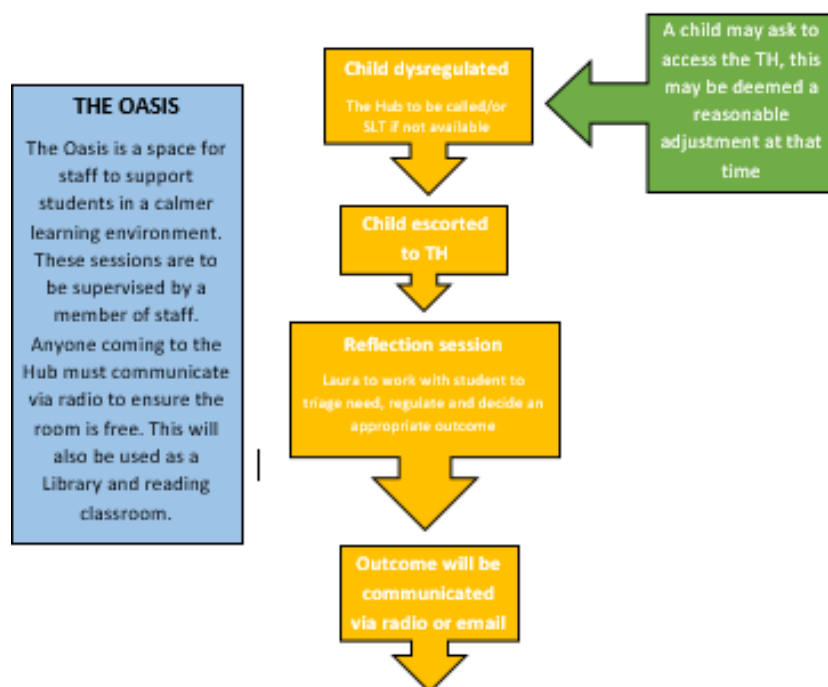 THE OASIS
The Oasis is a space for
staff to support
students in a calmer
learning environment.
These sessions are to
be supervised by a
member of staff.
Anyone coming to the
Hub must communicate
via radio to ensure the
room is free. This will
also be used as a
Library and reading
classroom.
Child dysregulated
The Hub to be called/or
SLT if not available
A child may ask to
access the TH, this
may be deemed a
reasonable
adjustment at that
time
Child escorted
to TH
Reflection session
Laura to work with student to
triage need, regulate and decide an
appropriate outcome
Outcome will be
communicated
via radio or email